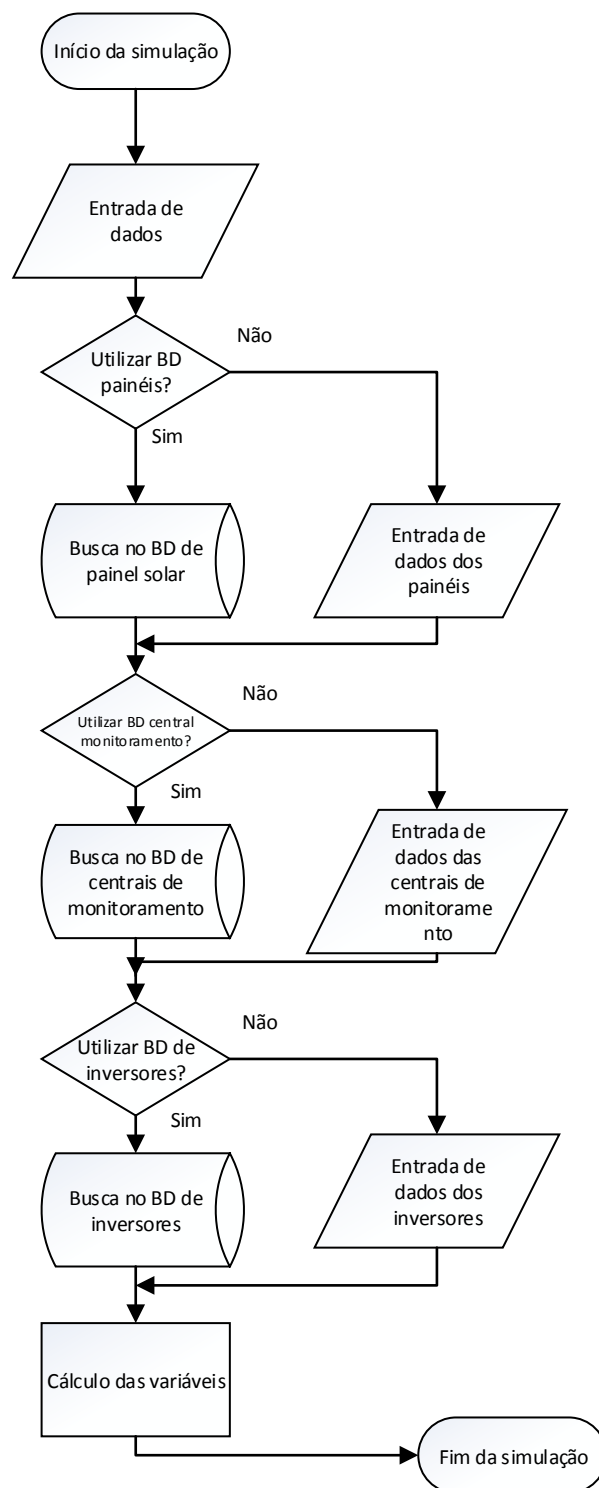 Início da simulação
Entrada de
dados
Não
Utilizar BD
painéis?
Sim
Busca no BD de
painel solar
Entrada de
dados dos
painéis
Não
Utilizar BD central
monitoramento?
Sim
Busca no BD de
centrais de
monitoramento
Entrada de
dados das
centrais de
monitorame
nto
Não
Utilizar BD de
inversores?
Sim
Busca no BD de
inversores
Entrada de
dados dos
inversores
Cálculo das variáveis
Fim da simulação